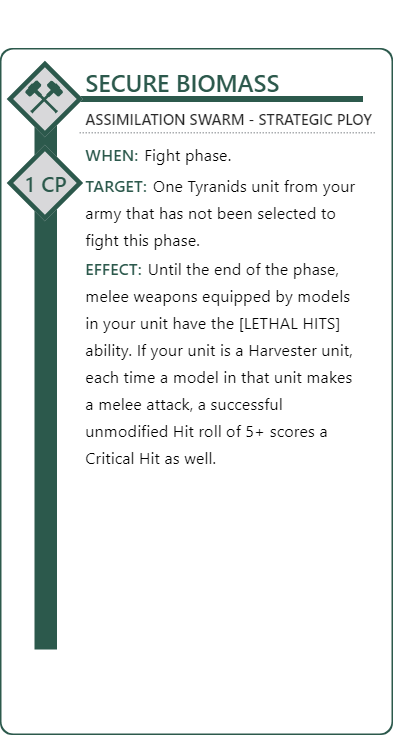 SECURE BIOMASS
ASSIMILATION SWARM - STRATEGIC PLOY
1 CP
WHEN: Fight phase.
TARGET: One Tyranids unit from your
army that has not been selected to
fight this phase.
EFFECT: Until the end of the phase,
melee weapons equipped by models
in your unit have the [LETHAL HITS]
ability. If your unit is a Harvester unit,
each time a model in that unit makes
a melee attack, a successful
unmodified Hit roll of 5+ scores a
Critical Hit as well.